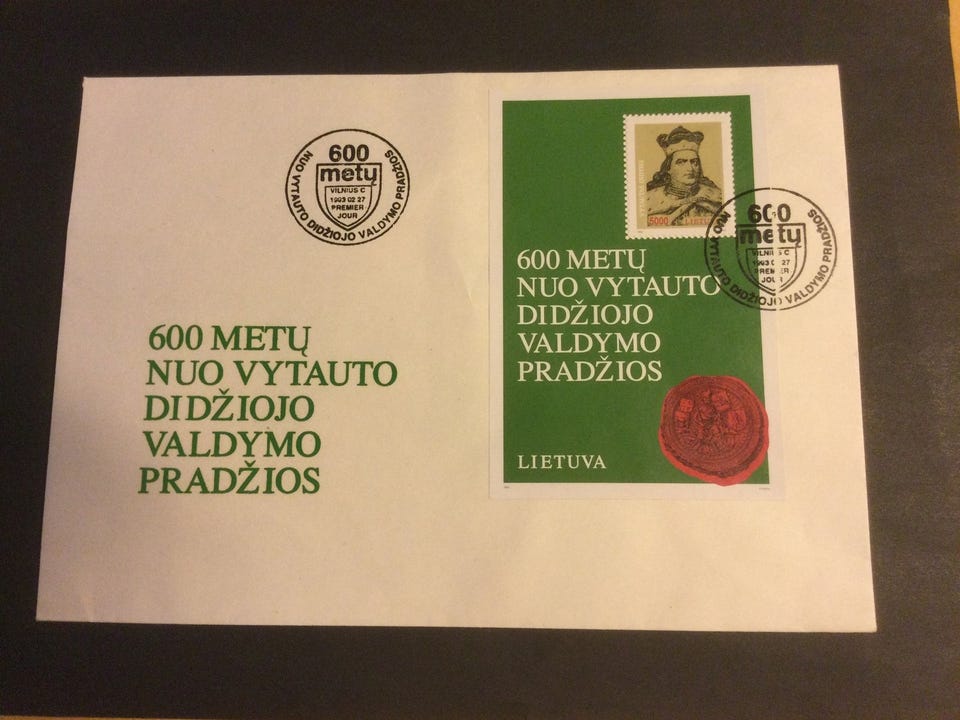 600
metų
VILNIUS C
1993 02 27
PREMIER
JOUR
NUO VYTAUTO DIDŽIOJO VALDYMO PRADŽIOS
600 METŲ
NUO VYTAUTO
DIDŽIOJO
VALDYMO
PRADŽIOS
5000 LIETUVA
600
metų
VILNIUS C
1993 02 27
PREMIER
JOUR
NUO VYTAUTO DIDŽIOJO VALDYMO PRADŽIOS
600 METŲ
NUO VYTAUTO
DIDŽIOJO
VALDYMO
PRADŽIOS
LIETUVA